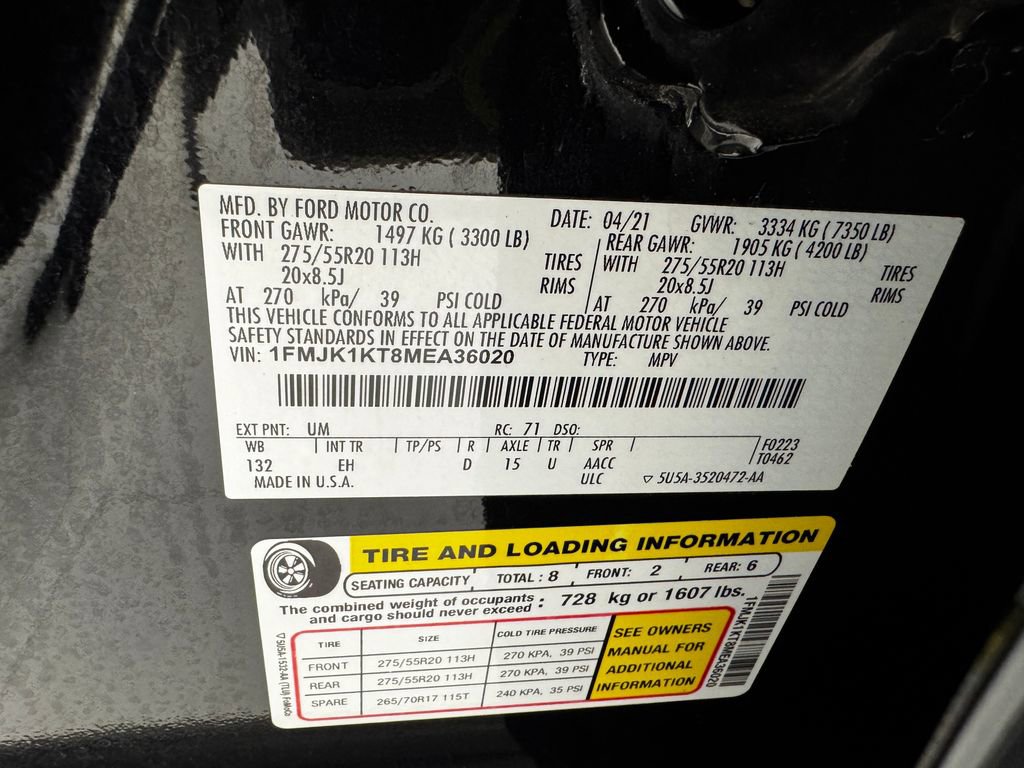 MFD. BY FORD MOTOR CO. DATE: 04/21 GVWR: 3334 KG ( 7350 LB)
FRONT GAWR: 1497 KG ( 3300 LB) REAR GAWR: 1905 KG ( 4200 LB)
WITH 275/55R20 113H TIRES WITH 275/55R20 113H TIRES
20x8.5J RIMS 20x8.5J RIMS
AT 270 kPa/ 39 PSI COLD AT 270 kPa/ 39 PSI COLD
THIS VEHICLE CONFORMS TO ALL APPLICABLE FEDERAL MOTOR VEHICLE
SAFETY STANDARDS IN EFFECT ON THE DATE OF MANUFACTURE SHOWN ABOVE.
VIN: 1FMJK1KT8MEA36020 TYPE: MPV
EXT PNT: UM RC: 71 DSO:
WB INT TR TP/PS R AXLE TR SPR F0223
132 EH D 15 U AACC T0462
MADE IN U.S.A. ULC ▽ 5U5A-3520472-AA
TIRE AND LOADING INFORMATION
SEATING CAPACITY TOTAL : 8 FRONT: 2 REAR: 6
The combined weight of occupants and cargo should never exceed : 728 kg or 1607 lbs.
TIRE SIZE COLD TIRE PRESSURE
FRONT 275/55R20 113H 270 KPA, 39 PSI
REAR 275/55R20 113H 270 KPA, 39 PSI
SPARE 265/70R17 115T 240 KPA, 35 PSI
SEE OWNERS
MANUAL FOR
ADDITIONAL
INFORMATION
1FMJK1KT8MEA36020
▽5U5A-1532-AA (TLU) FoMoCo